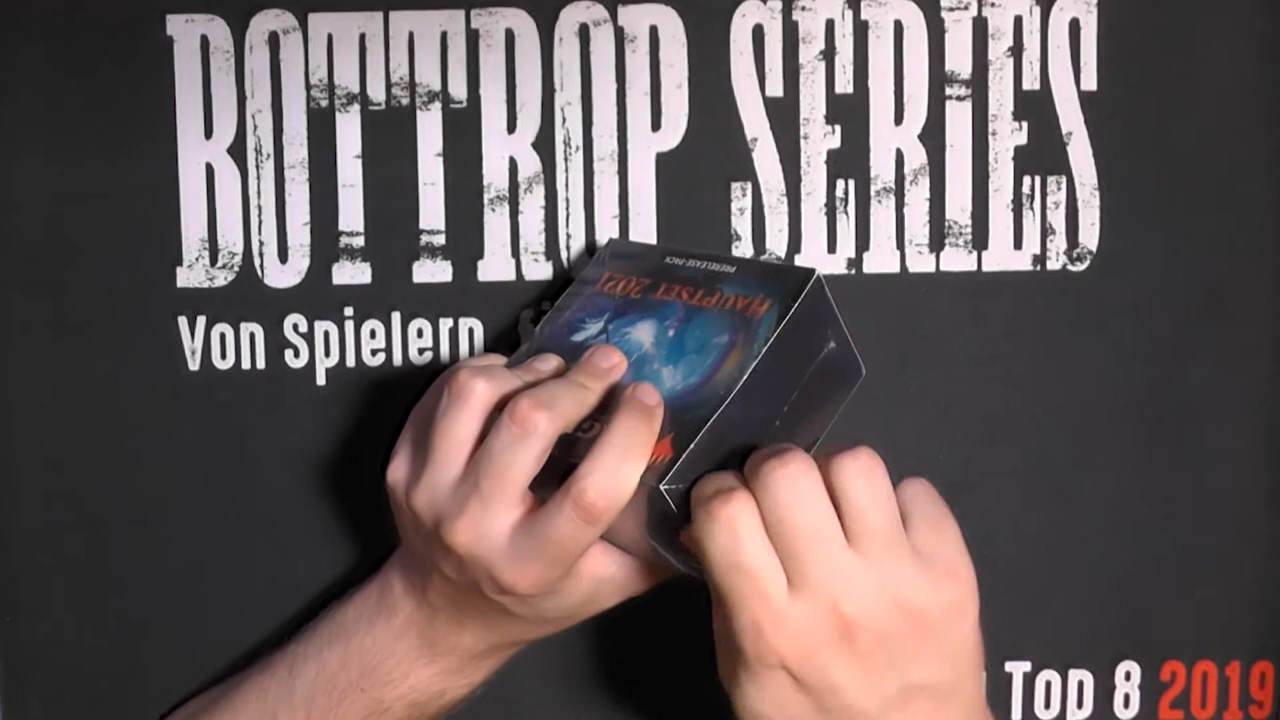 BOTTROP SERIES
Von Spielern
PRERELEASE-PACK
HAUPTSET 2021
Top 8 2019